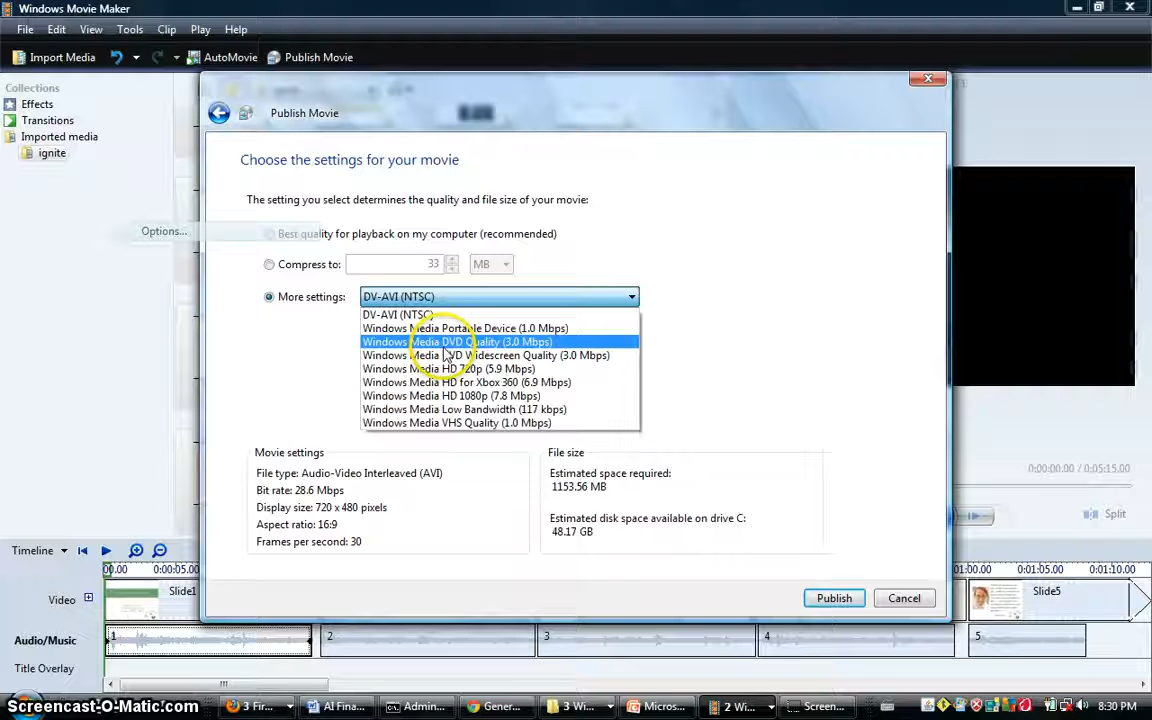 Windows Movie Maker
File Edit View Tools Clip Play Help
Import Media AutoMovie Publish Movie
Collections
Effects
Transitions
Imported media
ignite
Publish Movie
Choose the settings for your movie
The setting you select determines the quality and file size of your movie:
Options...
Best quality for playback on my computer (recommended)
Compress to: 33 MB
More settings: DV-AVI (NTSC)
DV-AVI (NTSC)
Windows Media Portable Device (1.0 Mbps)
Windows Media DVD Quality (3.0 Mbps)
Windows Media DVD Widescreen Quality (3.0 Mbps)
Windows Media HD 720p (5.9 Mbps)
Windows Media HD for Xbox 360 (6.9 Mbps)
Windows Media HD 1080p (7.8 Mbps)
Windows Media Low Bandwidth (117 kbps)
Windows Media VHS Quality (1.0 Mbps)
Movie settings
File type: Audio-Video Interleaved (AVI)
Bit rate: 28.6 Mbps
Display size: 720 x 480 pixels
Aspect ratio: 16:9
Frames per second: 30
File size
Estimated space required:
1153.56 MB
Estimated disk space available on drive C:
48.17 GB
Publish Cancel
0:00:00.00 / 0:05:15.00
Split
Timeline
00.00 0:00:05.00 01:00.00 0:01:05.00 0:01:10.00
Video Slide1 Slide5
Audio/Music 1 2 3 4 5
Title Overlay
Screencast-O-Matic.com
3 Fir... AI Fina... Admin... Gener... 3 Wi... Micros... 2 Wi... Screen... 8:30 PM